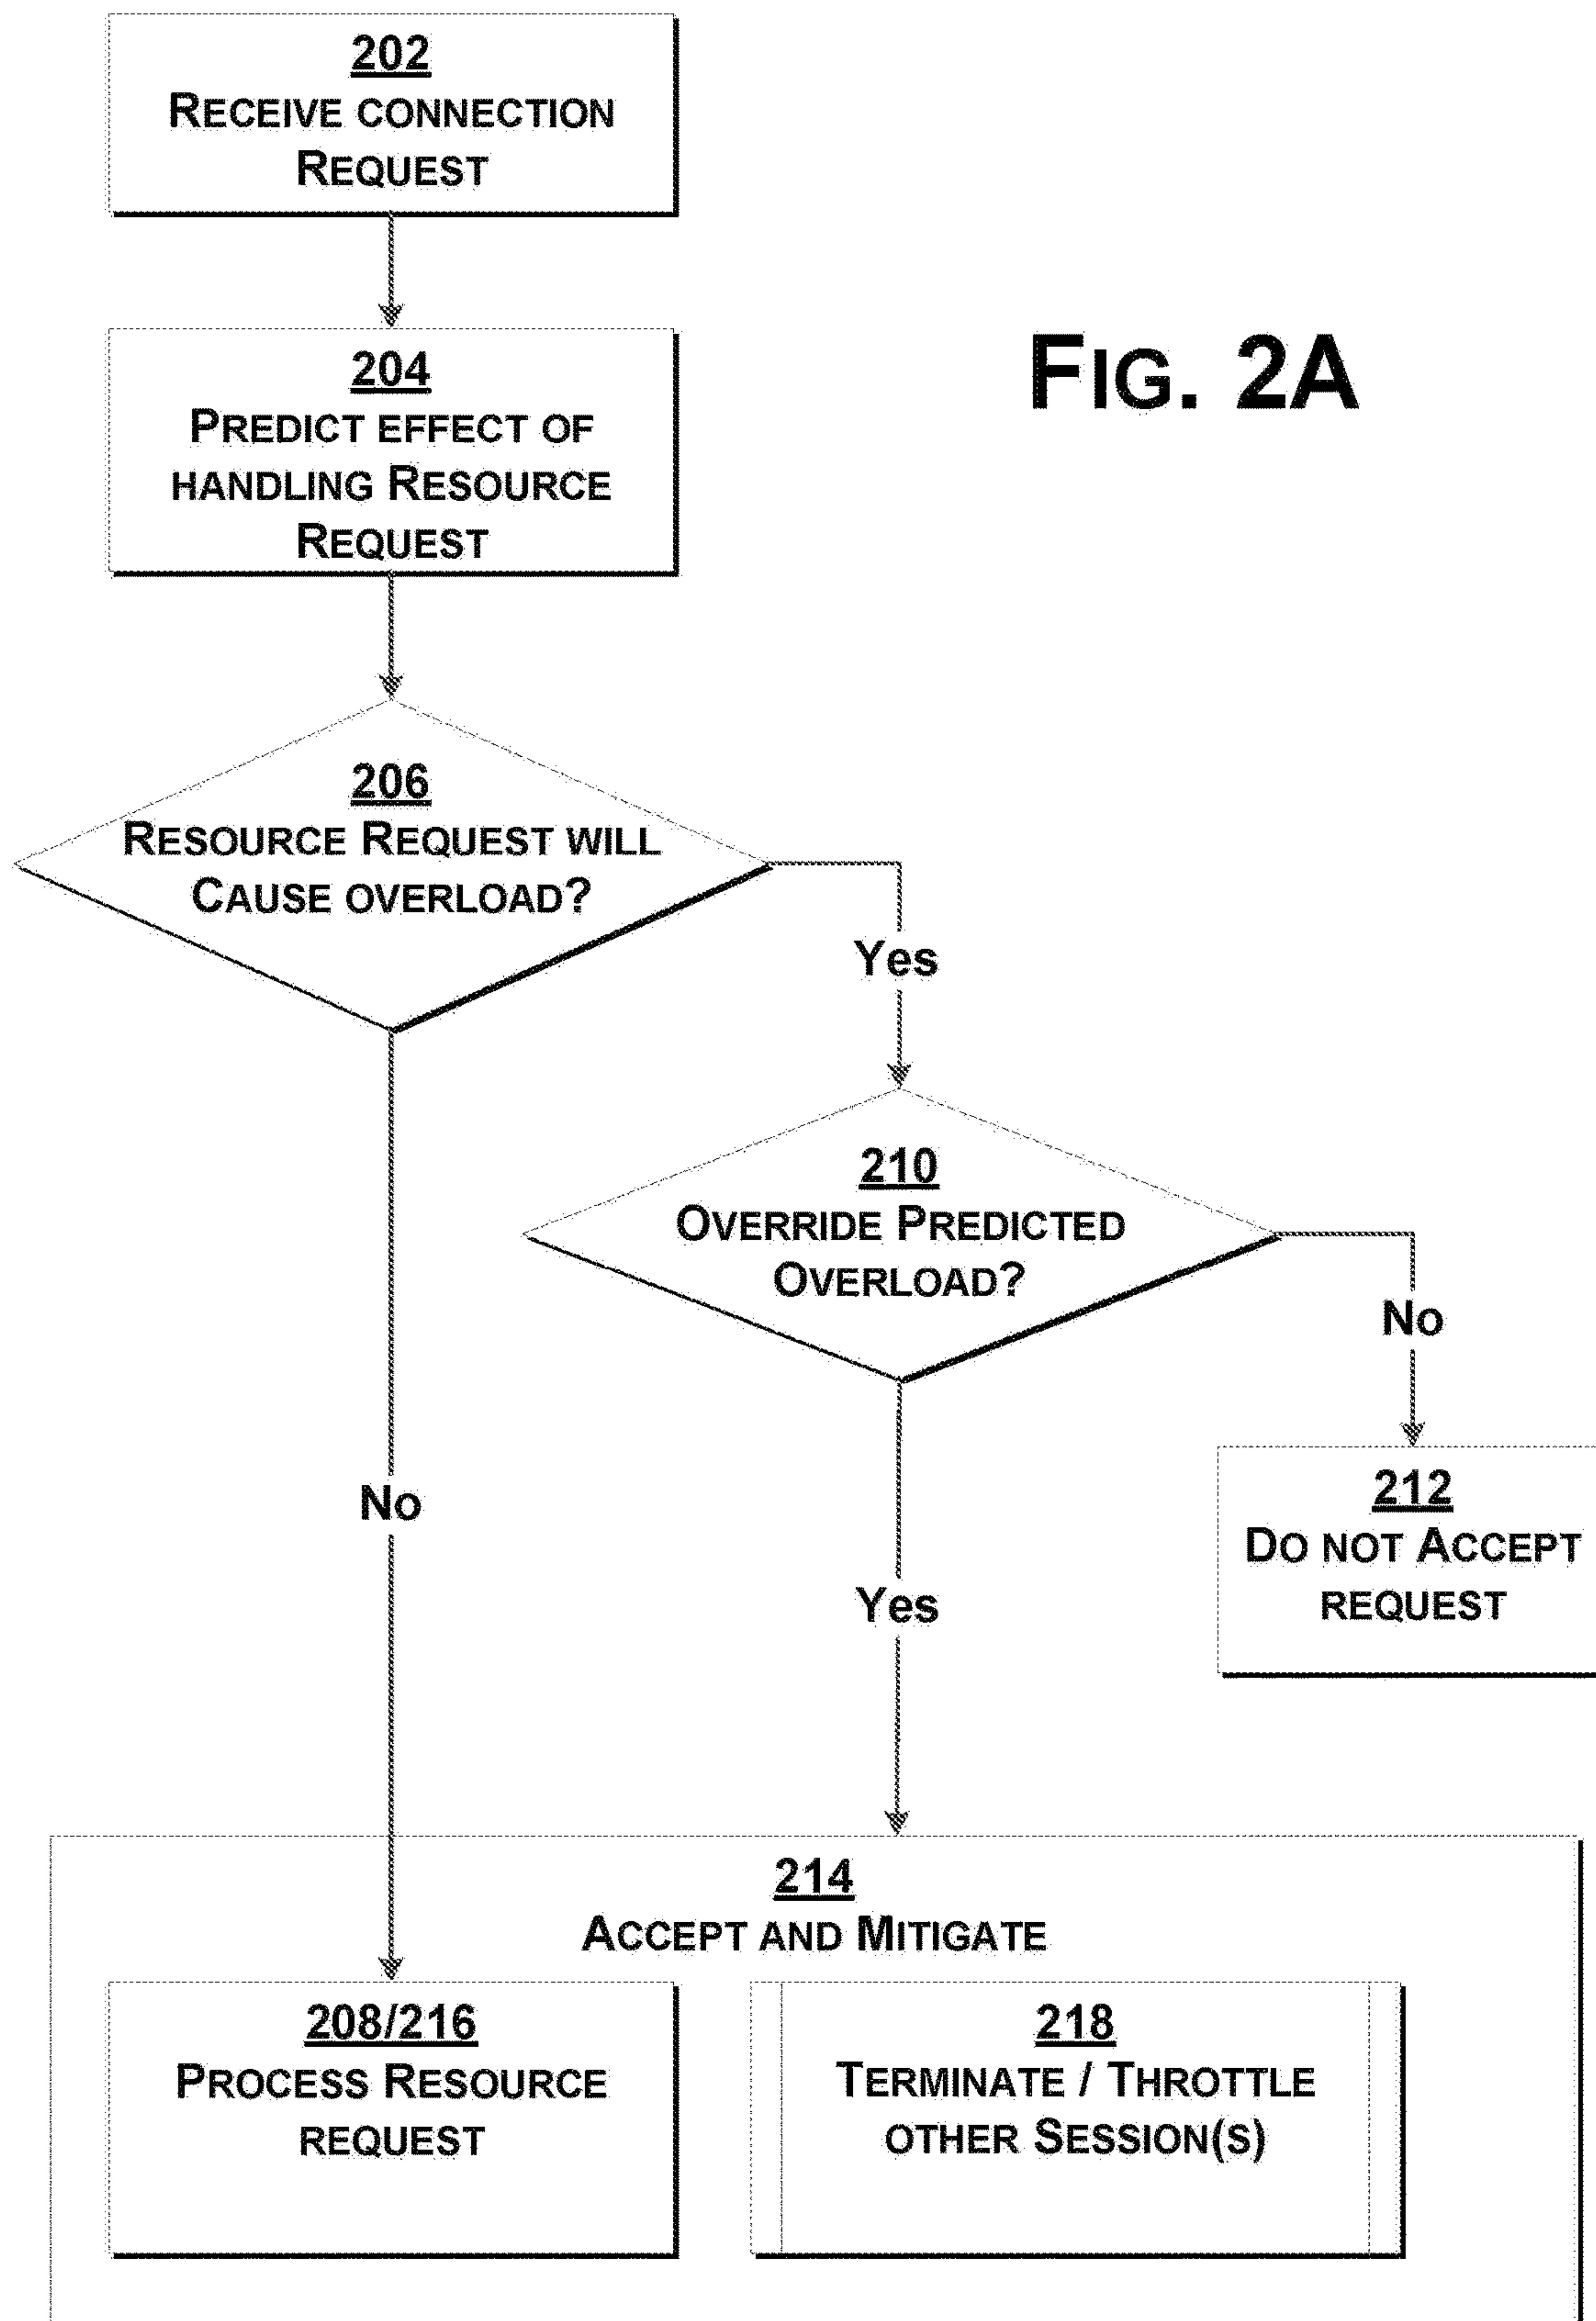 202
RECEIVE CONNECTION
REQUEST
FIG. 2A
204
PREDICT EFFECT OF
HANDLING RESOURCE
REQUEST
206
RESOURCE REQUEST WILL
CAUSE OVERLOAD?
Yes
210
OVERRIDE PREDICTED
OVERLOAD?
No
212
DO NOT ACCEPT
REQUEST
No
Yes
214
ACCEPT AND MITIGATE
208/216
PROCESS RESOURCE
REQUEST
218
TERMINATE / THROTTLE
OTHER SESSION(S)